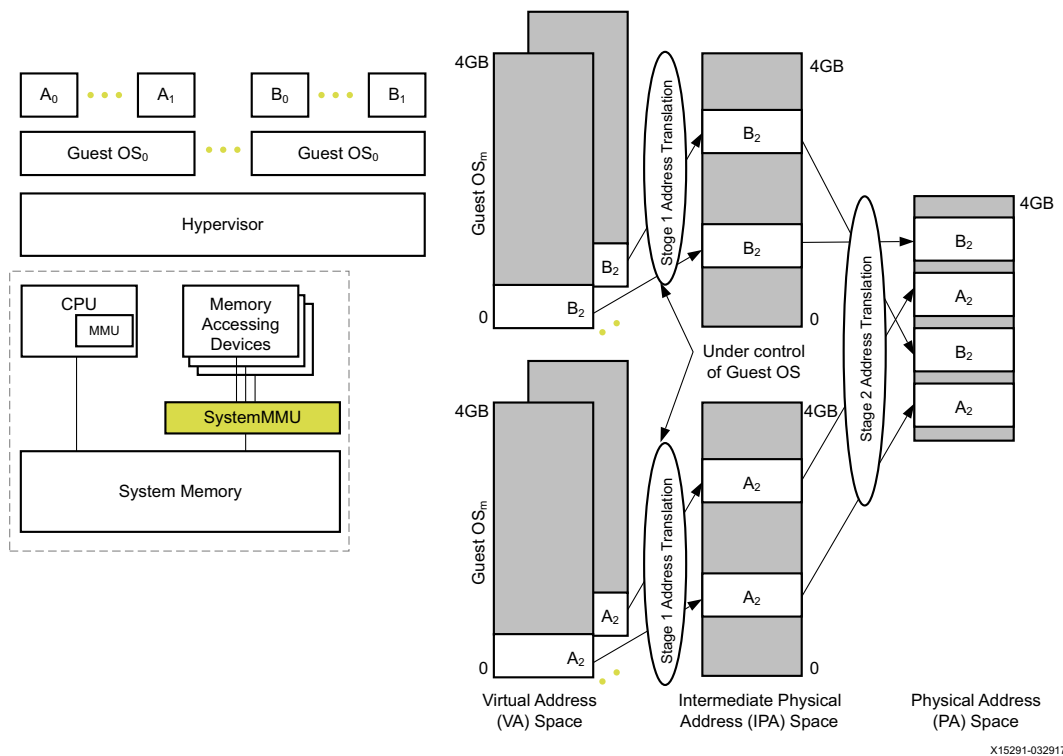 A₀ A₁ B₀ B₁
Guest OS₀ Guest OS₀
Hypervisor
CPU
MMU
Memory
Accessing
Devices
SystemMMU
System Memory
4GB
Guest OSₘ
0
B₂
B₂
Stoge 1 Address Translation
4GB
B₂
B₂
0
Under control
of Guest OS
4GB
Guest OSₘ
0
A₂
A₂
Stage 1 Address Translation
4GB
A₂
A₂
0
Stage 2 Address Translation
4GB
B₂
A₂
B₂
A₂
Virtual Address
(VA) Space
Intermediate Physical
Address (IPA) Space
Physical Address
(PA) Space
X15291-032917